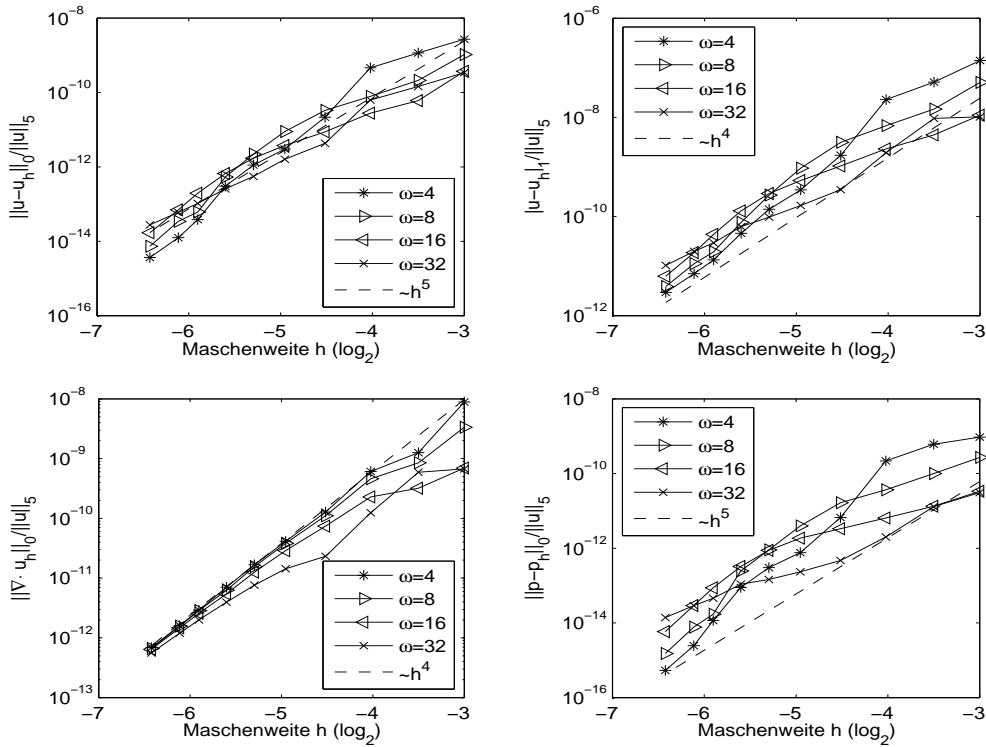 10^-8
10^-10
10^-12
10^-14
10^-16
||u−u_h||_0/||u||_5
ω=4
ω=8
ω=16
ω=32
~h^5
−7 −6 −5 −4 −3
Maschenweite h (log_2)
10^-6
10^-8
10^-10
10^-12
|u−u_h|_1/||u||_5
ω=4
ω=8
ω=16
ω=32
~h^4
−7 −6 −5 −4 −3
Maschenweite h (log_2)
10^-8
10^-9
10^-10
10^-11
10^-12
10^-13
||∇· u_h||_0/||u||_5
ω=4
ω=8
ω=16
ω=32
~h^4
−7 −6 −5 −4 −3
Maschenweite h (log_2)
10^-8
10^-10
10^-12
10^-14
10^-16
||p−p_h||_0/||u||_5
ω=4
ω=8
ω=16
ω=32
~h^5
−7 −6 −5 −4 −3
Maschenweite h (log_2)